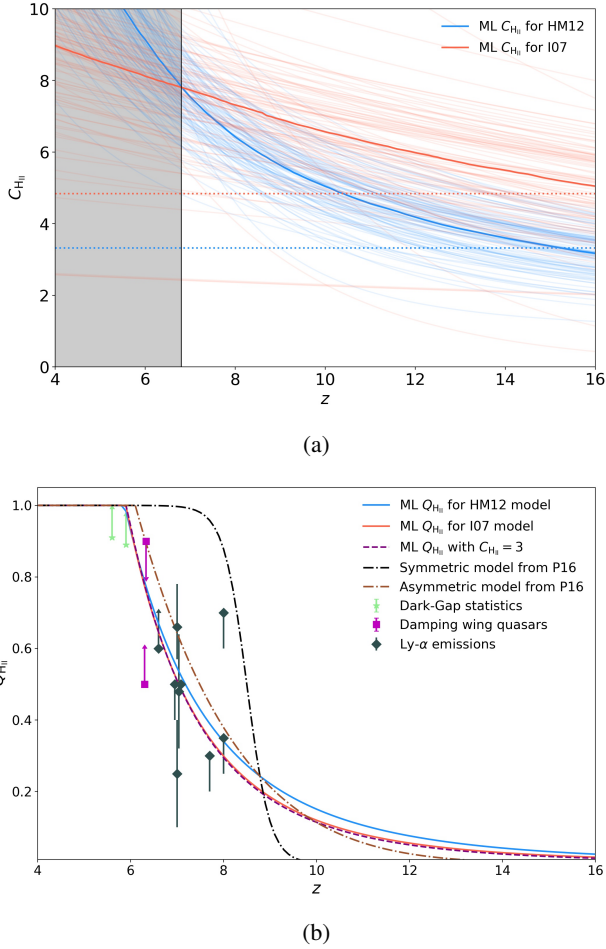 10
8
6
4
2
0
C_HII
ML C_HII for HM12
ML C_HII for I07
4 6 8 10 12 14 16
z
(a)
1.0
0.8
0.6
0.4
0.2
Q_HII
ML Q_HII for HM12 model
ML Q_HII for I07 model
ML Q_HII with C_HII = 3
Symmetric model from P16
Asymmetric model from P16
Dark-Gap statistics
Damping wing quasars
Ly-α emissions
4 6 8 10 12 14 16
z
(b)